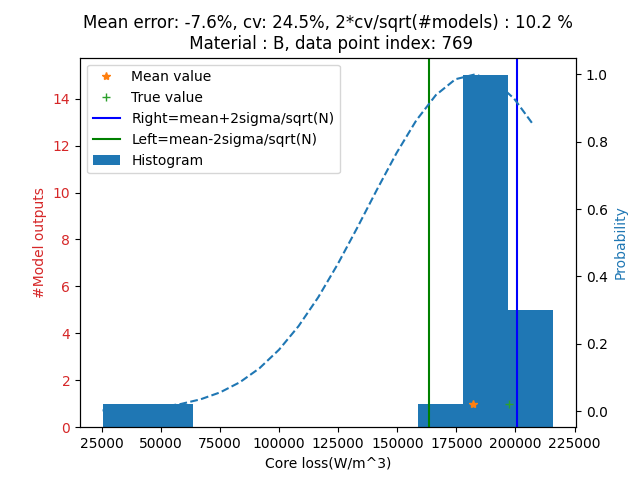 Mean error: -7.6%, cv: 24.5%, 2*cv/sqrt(#models) : 10.2 %
Material : B, data point index: 769
Mean value
True value
Right=mean+2sigma/sqrt(N)
Left=mean-2sigma/sqrt(N)
Histogram
14
12
10
8
6
4
2
0
#Model outputs
1.0
0.8
0.6
0.4
0.2
0.0
Probability
25000 50000 75000 100000 125000 150000 175000 200000 225000
Core loss(W/m^3)